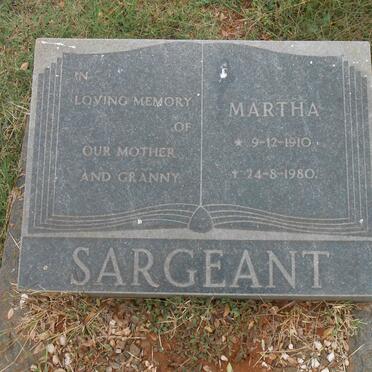 IN
LOVING MEMORY
OF
OUR MOTHER
AND GRANNY
MARTHA
★ 9-12-1910
† 24-8-1980.
SARGEANT